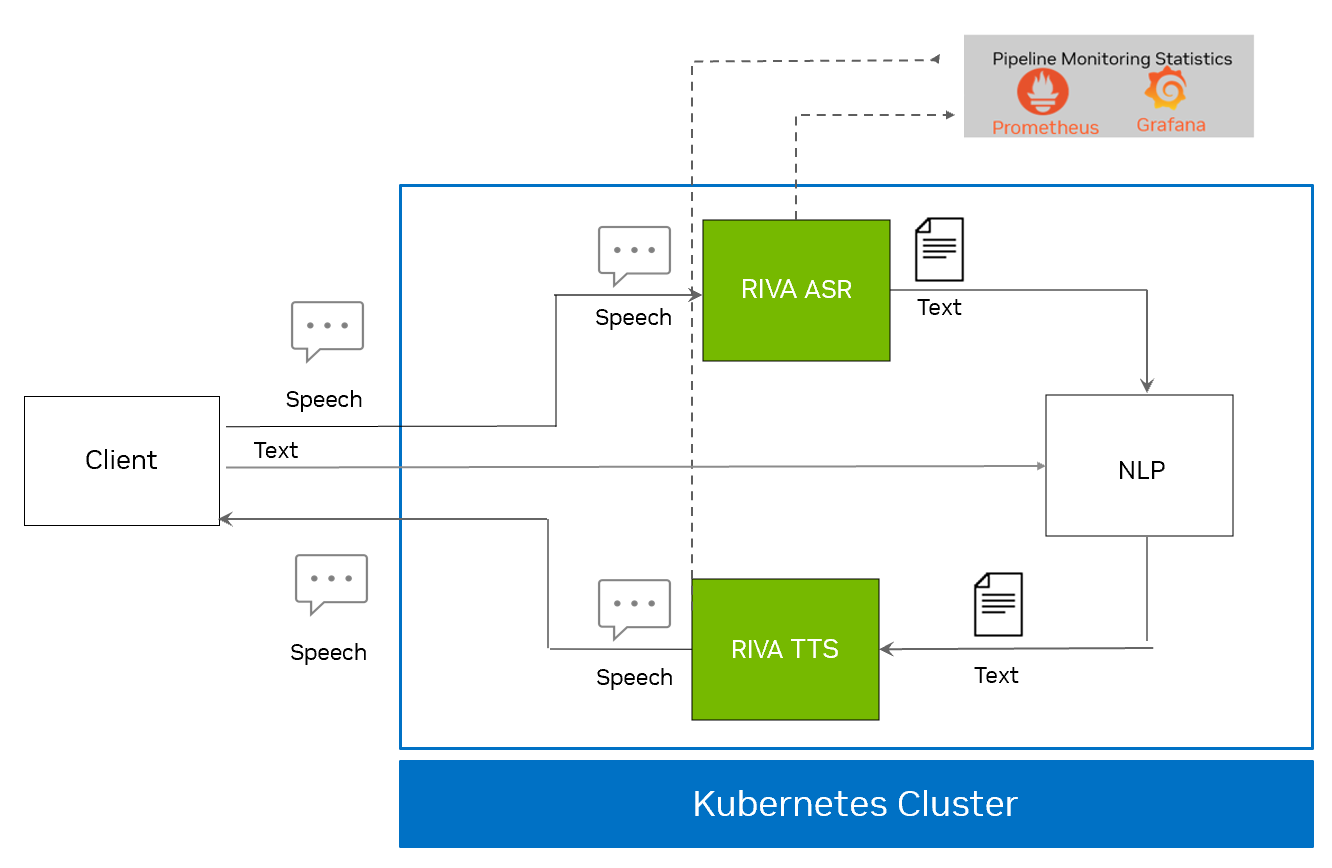 Pipeline Monitoring Statistics
Prometheus
Grafana
Speech
RIVA ASR
Text
Speech
Client
Text
NLP
Speech
Speech
RIVA TTS
Text
Kubernetes Cluster